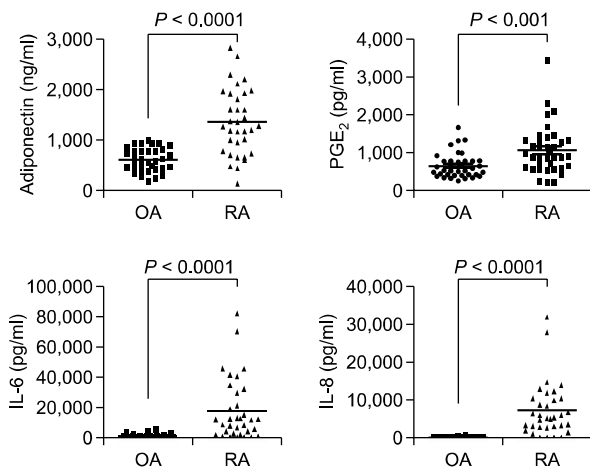 P < 0.0001
3,000
2,000
1,000
0
Adiponectin (ng/ml)
OA RA
P < 0.001
4,000
3,000
2,000
1,000
0
PGE₂ (pg/ml)
OA RA
P < 0.0001
100,000
80,000
60,000
40,000
20,000
0
IL-6 (pg/ml)
OA RA
P < 0.0001
40,000
30,000
20,000
10,000
0
IL-8 (pg/ml)
OA RA